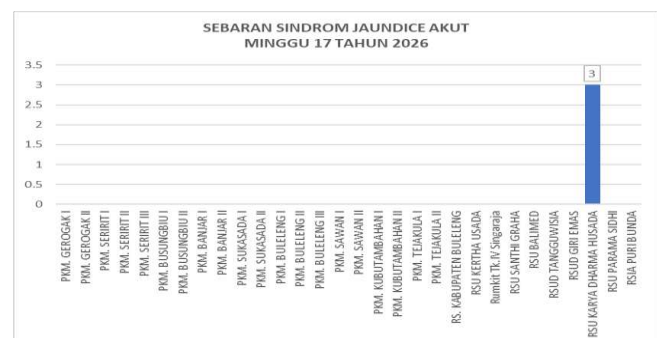 SEBARAN SINDROM JAUNDICE AKUT
MINGGU 17 TAHUN 2026
3.5
3
2.5
2
1.5
1
0.5
0
3
PKM. GEROGAK I
PKM. GEROGAK II
PKM. SERIRIT I
PKM. SERIRIT II
PKM. SERIRIT III
PKM. BUSUNGBIU I
PKM. BUSUNGBIU II
PKM. BANJAR I
PKM. BANJAR II
PKM. SUKASADA I
PKM. SUKASADA II
PKM. BULELENG I
PKM. BULELENG II
PKM. BULELENG III
PKM. SAWAN I
PKM. SAWAN II
PKM. KUBUTAMBAHAN I
PKM. KUBUTAMBAHAN II
PKM. TEJAKULA I
PKM. TEJAKULA II
RS. KABUPATEN BULELENG
RSU KERTHA USADA
Rumkit Tk.IV Singaraja
RSU SANTHI GRAHA
RSU BALIMED
RSUD TANGGUWISIA
RSUD GIRI EMAS
RSU KARYA DHARMA HUSADA
RSU PARAMA SIDHI
RSIA PURI BUNDA